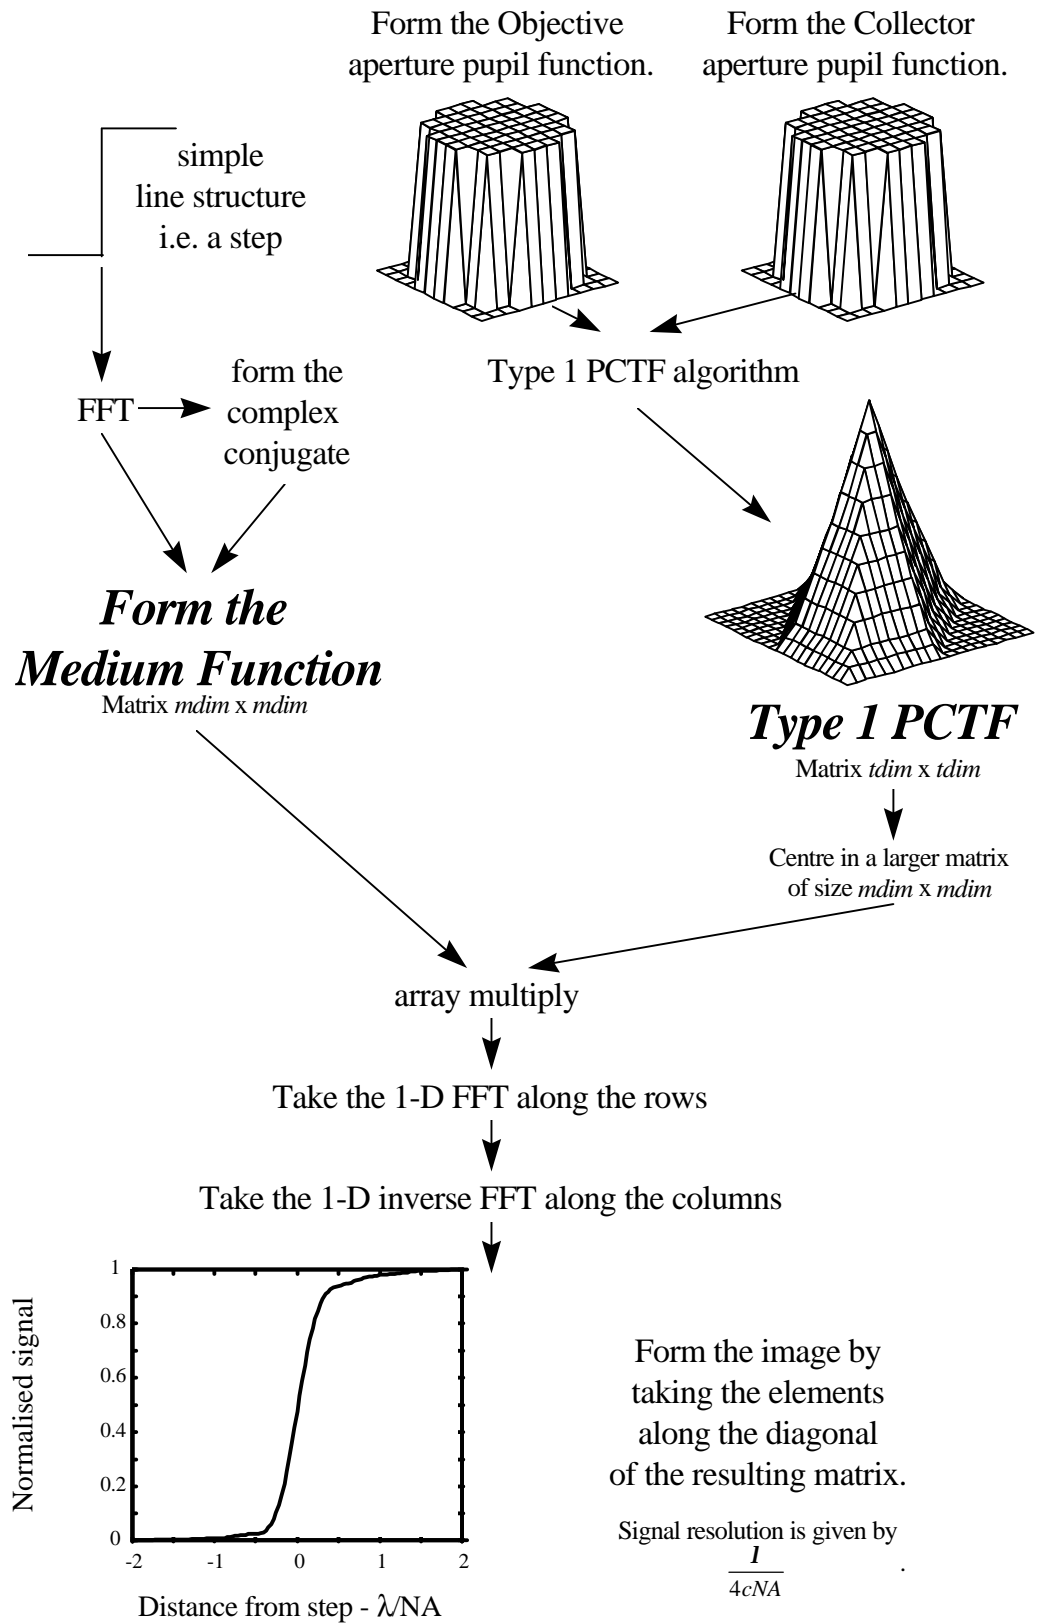 Form the Objective
aperture pupil function.
Form the Collector
aperture pupil function.
simple
line structure
i.e. a step
FFT
form the
complex
conjugate
Type 1 PCTF algorithm
Form the
Medium Function
Matrix mdim x mdim
Type 1 PCTF
Matrix tdim x tdim
Centre in a larger matrix
of size mdim x mdim
array multiply
Take the 1-D FFT along the rows
Take the 1-D inverse FFT along the columns
Normalised signal
1
0.8
0.6
0.4
0.2
0
-2 -1 0 1 2
Distance from step - λ/NA
Form the image by
taking the elements
along the diagonal
of the resulting matrix.
Signal resolution is given by
l
4cNA .